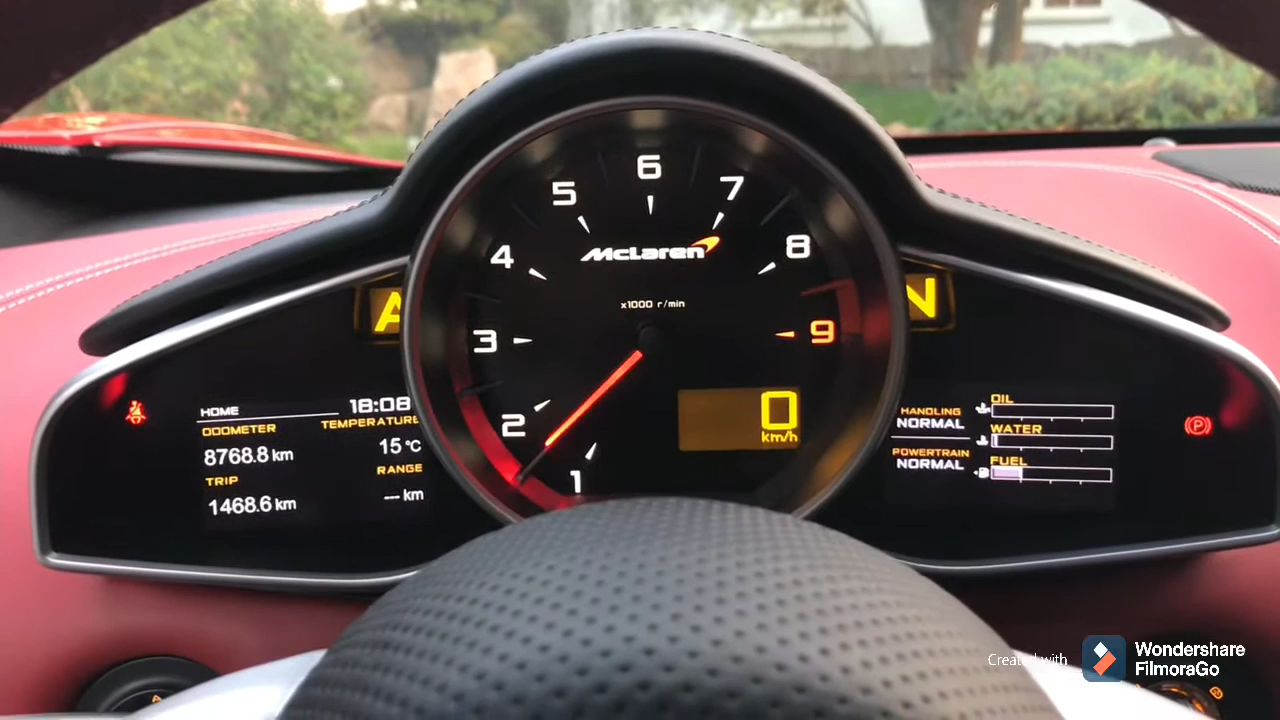 6
5
7
4
8
McLaren
A
N
x1000 r/min
3
9
HOME
18:08
ODOMETER
TEMPERATURE
8768.8 km
15 °C
TRIP
RANGE
1468.6 km
--- km
2
1
0
km/h
HANDLING
NORMAL
POWERTRAIN
NORMAL
OIL
WATER
FUEL
P
Created with
Wondershare
FilmoraGo